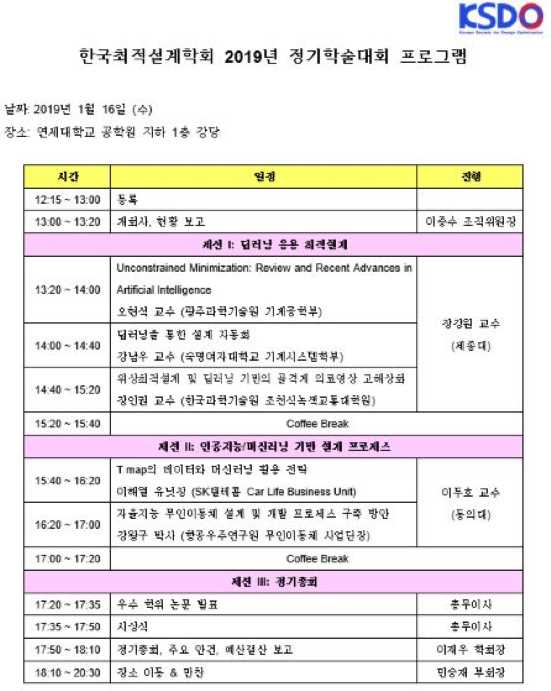 KSDO
Korean Society for Design Optimization
한국최적설계학회 2019년 정기학술대회 프로그램
날짜: 2019년 1월 16일 (수)
장소: 연세대학교 공학원 지하 1층 강당
시간 일정 진행
12:15 ~ 13:00 등록
13:00 ~ 13:20 개회사, 현황 보고 이종수 조직위원장
세션 I: 딥러닝 응용 최적설계
13:20 ~ 14:00 Unconstrained Minimization: Review and Recent Advances in
Artificial Intelligence
오현석 교수 (광주과학기술원 기계공학부)
장강원 교수
(세종대)
14:00 ~ 14:40 딥러닝을 통한 설계 자동화
강남우 교수 (숙명여자대학교 기계시스템학부)
14:40 ~ 15:20 위상최적설계 및 딥러닝 기반의 골격계 의료영상 고해상화
장인권 교수 (한국과학기술원 조천식녹색교통대학원)
15:20 ~ 15:40 Coffee Break
세션 II: 인공지능/머신러닝 기반 설계 프로세스
15:40 ~ 16:20 T map의 데이터와 머신러닝 활용 전략
이해열 유닛장 (SK텔레콤 Car Life Business Unit)
이두호 교수
(동의대)
16:20 ~ 17:00 자율지능 무인이동체 설계 및 개발 프로세스 구축 방안
강왕구 박사 (항공우주연구원 무인이동체 사업단장)
17:00 ~ 17:20 Coffee Break
세션 III: 정기총회
17:20 ~ 17:35 우수 학위 논문 발표 총무이사
17:35 ~ 17:50 시상식 총무이사
17:50 ~ 18:10 정기총회, 주요 안건, 예산결산 보고 이재우 학회장
18:10 ~ 20:30 장소 이동 & 만찬 민승재 부회장